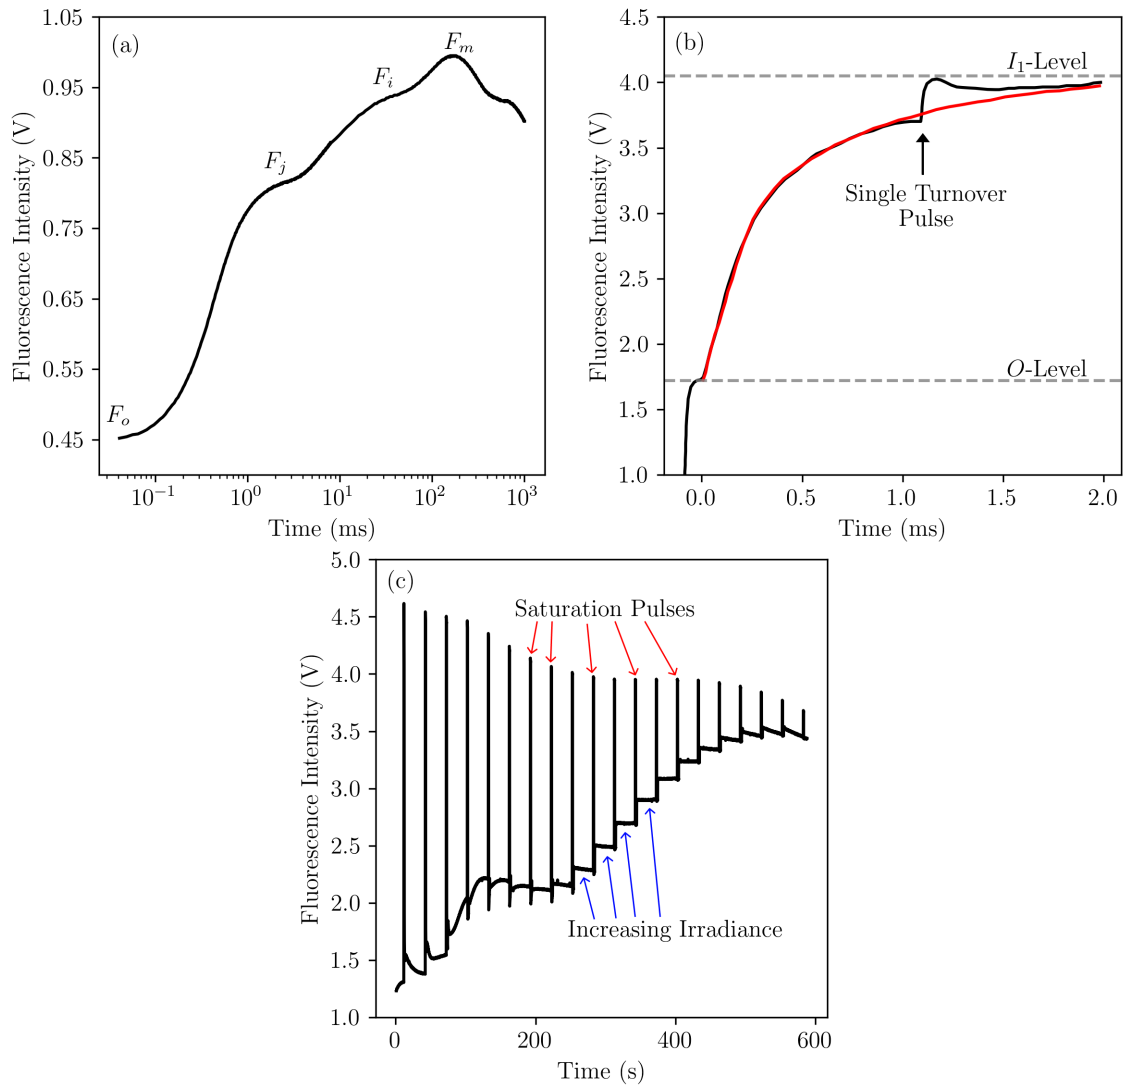 (a)
1.05
0.95
0.85
0.75
0.65
0.55
0.45
Fluorescence Intensity (V)
F_o
F_j
F_i
F_m
10^{-1}
10^0
10^1
10^2
10^3
Time (ms)
(b)
4.5
4.0
3.5
3.0
2.5
2.0
1.5
1.0
Fluorescence Intensity (V)
I_1-Level
Single Turnover
Pulse
O-Level
0.0
0.5
1.0
1.5
2.0
Time (ms)
(c)
5.0
4.5
4.0
3.5
3.0
2.5
2.0
1.5
1.0
Fluorescence Intensity (V)
Saturation Pulses
Increasing Irradiance
0
200
400
600
Time (s)